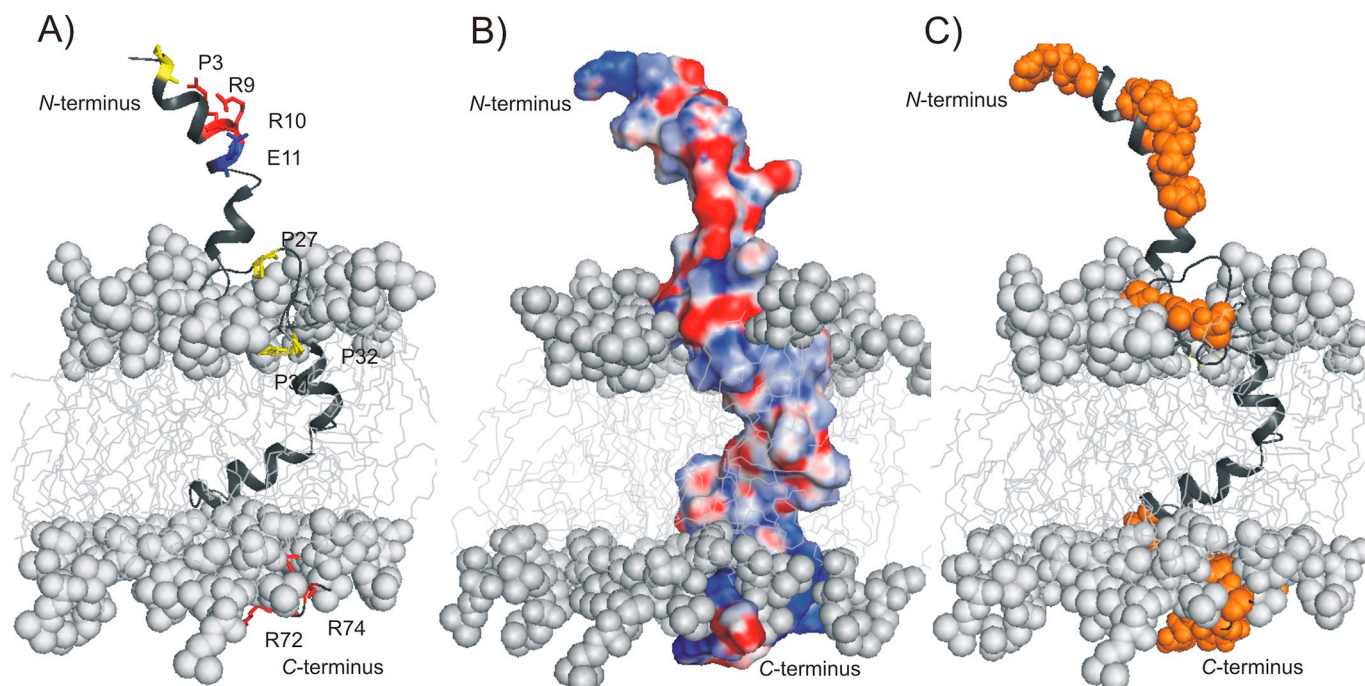 A)
P3
R9
N-terminus
R10
E11
P27
P32
R72
R74
C-terminus
B)
N-terminus
C-terminus
C)
N-terminus
C-terminus